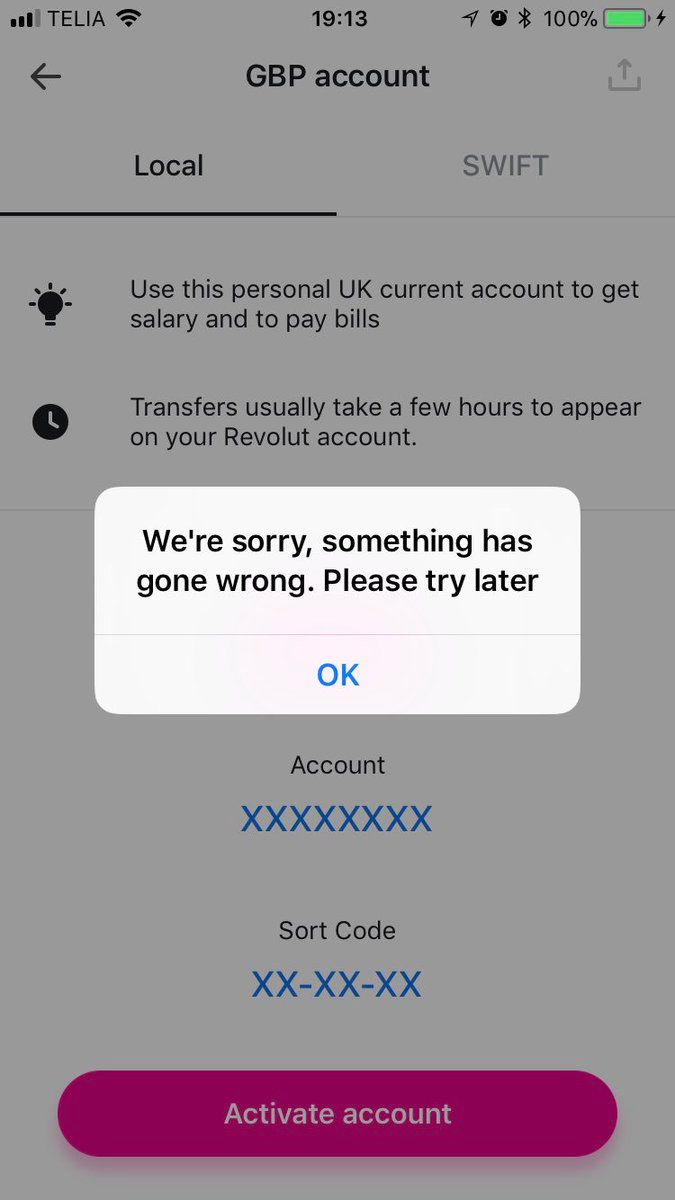 TELIA 19:13 100%
GBP account
Local SWIFT
Use this personal UK current account to get
salary and to pay bills
Transfers usually take a few hours to appear
on your Revolut account.
We're sorry, something has
gone wrong. Please try later
OK
Account
XXXXXXXX
Sort Code
XX-XX-XX
Activate account